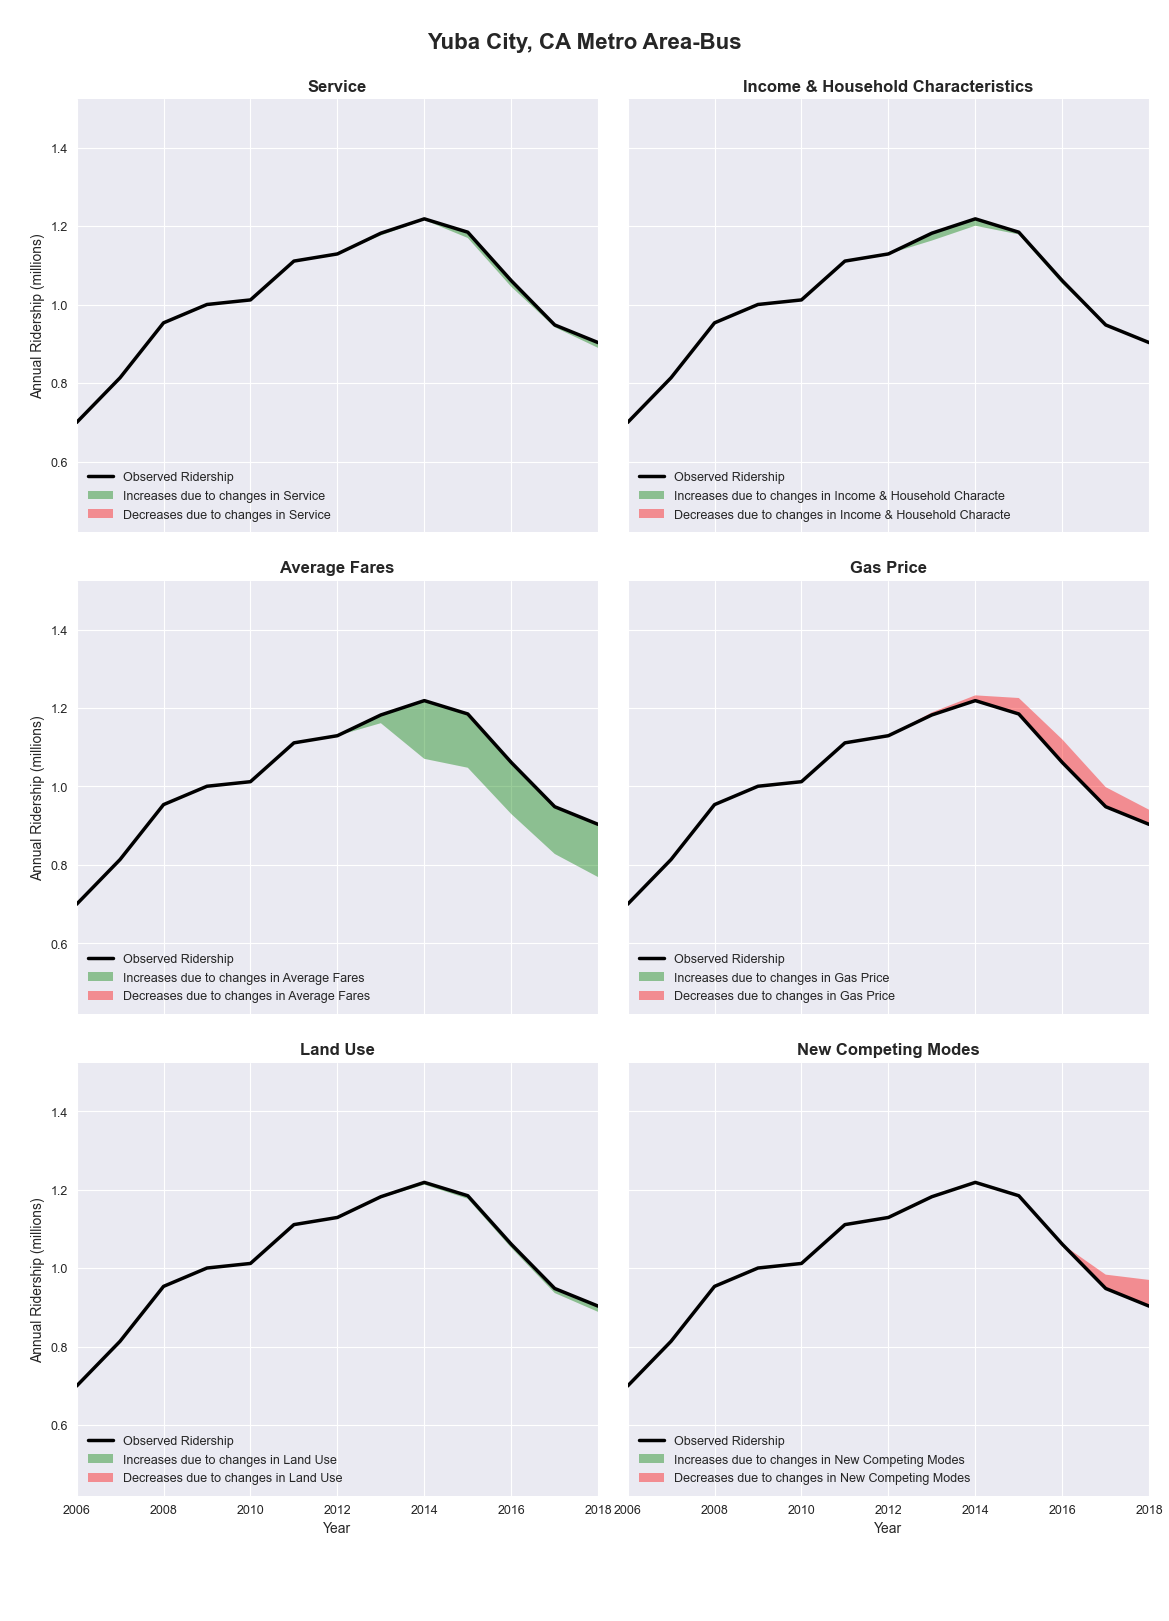 Yuba City, CA Metro Area-Bus
Service
Income & Household Characteristics
1.4
1.2
1.0
0.8
0.6
Annual Ridership (millions)
Observed Ridership
Increases due to changes in Service
Decreases due to changes in Service
Observed Ridership
Increases due to changes in Income & Household Characte
Decreases due to changes in Income & Household Characte
Average Fares
Gas Price
1.4
1.2
1.0
0.8
0.6
Annual Ridership (millions)
Observed Ridership
Increases due to changes in Average Fares
Decreases due to changes in Average Fares
Observed Ridership
Increases due to changes in Gas Price
Decreases due to changes in Gas Price
Land Use
New Competing Modes
1.4
1.2
1.0
0.8
0.6
Annual Ridership (millions)
Observed Ridership
Increases due to changes in Land Use
Decreases due to changes in Land Use
Observed Ridership
Increases due to changes in New Competing Modes
Decreases due to changes in New Competing Modes
2006 2008 2010 2012 2014 2016 2018
2006 2008 2010 2012 2014 2016 2018
Year
Year